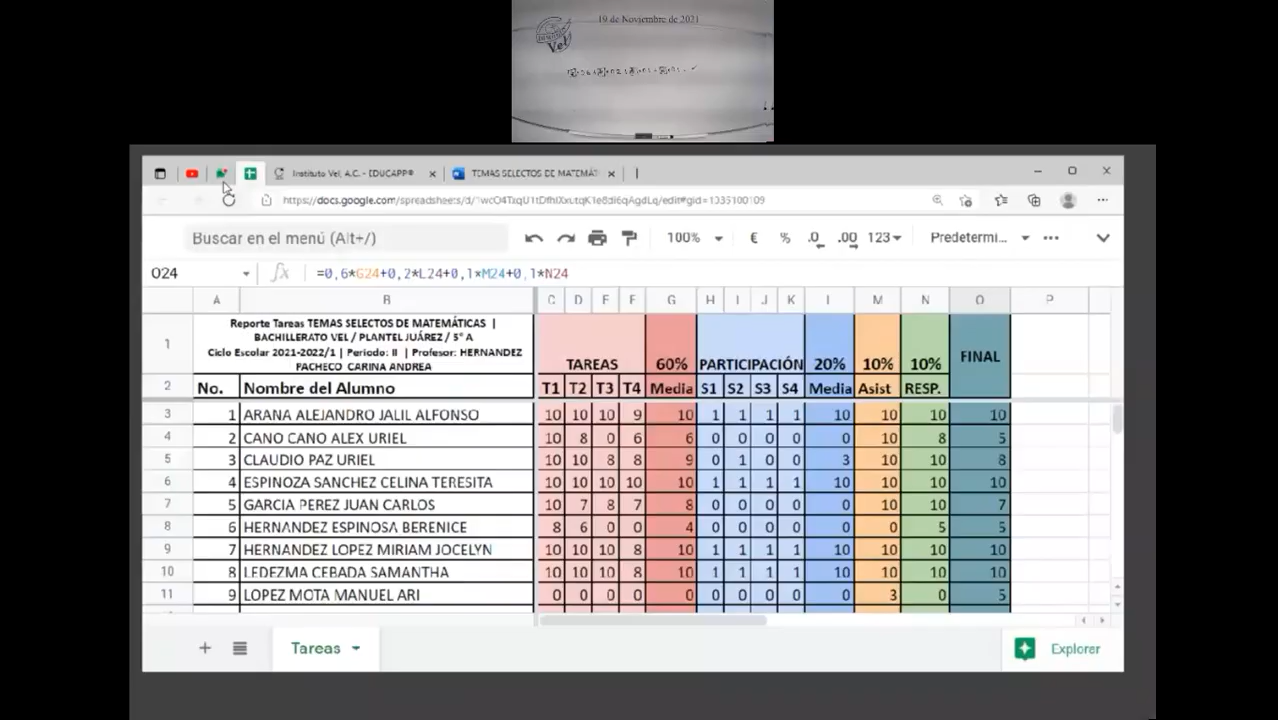 19 de Noviembre de 2021
Vel
Instituto Vel, A.C. - EDUCAPP®
TEMAS SELECTOS DE MATEMÁT
Buscar en el menú (Alt+/)
100%
€ % .0 .00 123
Predetermi...
O24
=0,6*G24+0,2*L24+0,1*M24+0,1*N24
A B C D E F G H I J K L M N O P
1
Reporte Tareas TEMAS SELECTOS DE MATEMÁTICAS |
BACHILLERATO VEL / PLANTEL JUÁREZ / 5° A
Ciclo Escolar 2021-2022/1 | Periodo: II | Profesor: HERNANDEZ
PACHECO CARINA ANDREA
TAREAS 60% PARTICIPACIÓN 20% 10% 10% FINAL
2 No. Nombre del Alumno T1 T2 T3 T4 Media S1 S2 S3 S4 Media Asist RESP.
3 1 ARANA ALEJANDRO JALIL ALFONSO 10 10 10 9 10 1 1 1 1 10 10 10 10
4 2 CANO CANO ALEX URIEL 10 8 0 6 6 0 0 0 0 0 10 8 5
5 3 CLAUDIO PAZ URIEL 10 10 8 8 9 0 1 0 0 3 10 10 8
6 4 ESPINOZA SANCHEZ CELINA TERESITA 10 10 10 10 10 1 1 1 1 10 10 10 10
7 5 GARCIA PEREZ JUAN CARLOS 10 7 8 7 8 0 0 0 0 0 10 10 7
8 6 HERNANDEZ ESPINOSA BERENICE 8 6 0 0 4 0 0 0 0 0 0 5 5
9 7 HERNANDEZ LOPEZ MIRIAM JOCELYN 10 10 10 8 10 1 1 1 1 10 10 10 10
10 8 LEDEZMA CEBADA SAMANTHA 10 10 10 8 10 1 1 1 1 10 10 10 10
11 9 LOPEZ MOTA MANUEL ARI 0 0 0 0 0 0 0 0 0 0 3 0 5
Tareas
Explorer